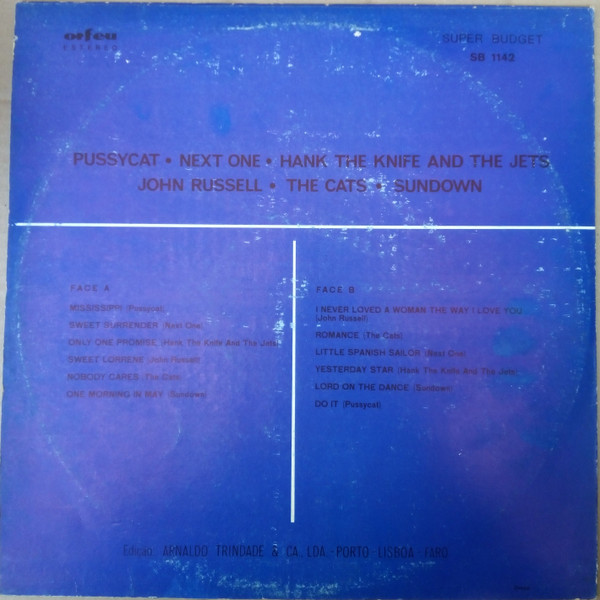 orfeu
ESTEREO
SUPER BUDGET
SB 1142
PUSSYCAT • NEXT ONE • HANK THE KNIFE AND THE JETS
JOHN RUSSELL • THE CATS • SUNDOWN
FACE A
MISSISSIPPI (Pussycat)
SWEET SURRENDER (Next One)
ONLY ONE PROMISE (Hank The Knife And The Jets)
SWEET LORRENE (John Russell)
NOBODY CARES (The Cats)
ONE MORNING IN MAY (Sundown)
FACE B
I NEVER LOVED A WOMAN THE WAY I LOVE YOU
(John Russell)
ROMANCE (The Cats)
LITTLE SPANISH SAILOR (Next One)
YESTERDAY STAR (Hank The Knife And The Jets)
LORD ON THE DANCE (Sundown)
DO IT (Pussycat)
Edição: ARNALDO TRINDADE & CA. LDA - PORTO LISBOA FARO